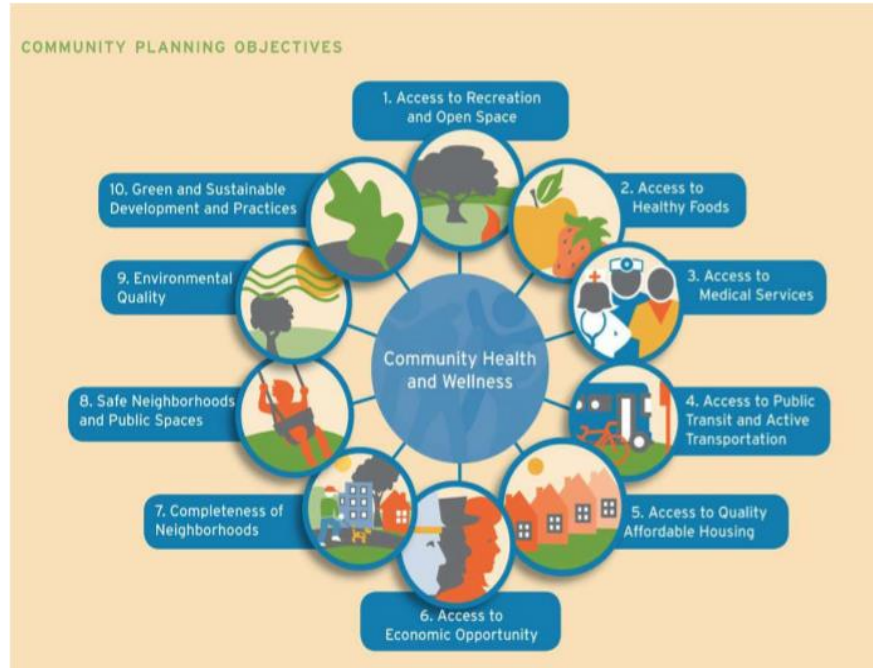 COMMUNITY PLANNING OBJECTIVES
1. Access to Recreation
and Open Space
2. Access to
Healthy Foods
3. Access to
Medical Services
4. Access to Public
Transit and Active
Transportation
5. Access to Quality
Affordable Housing
6. Access to
Economic Opportunity
7. Completeness of
Neighborhoods
8. Safe Neighborhoods
and Public Spaces
9. Environmental
Quality
10. Green and Sustainable
Development and Practices
Community Health
and Wellness